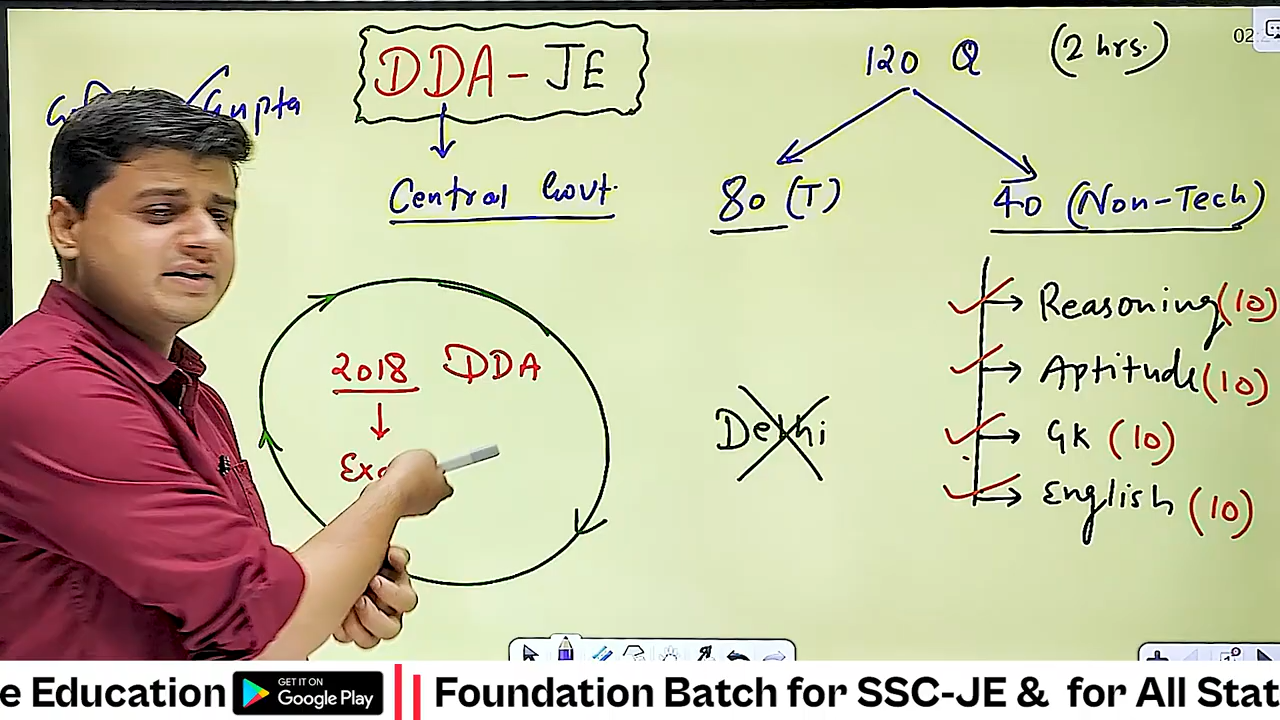 Gupta
DDA - JE
Central Govt.
120 Q (2 hrs.)
80 (T)
40 (Non-Tech)
Reasoning (10)
Aptitude (10)
GK (10)
English (10)
2018 DDA
Delhi
e Education
GET IT ON
Google Play
Foundation Batch for SSC-JE & for All Stat